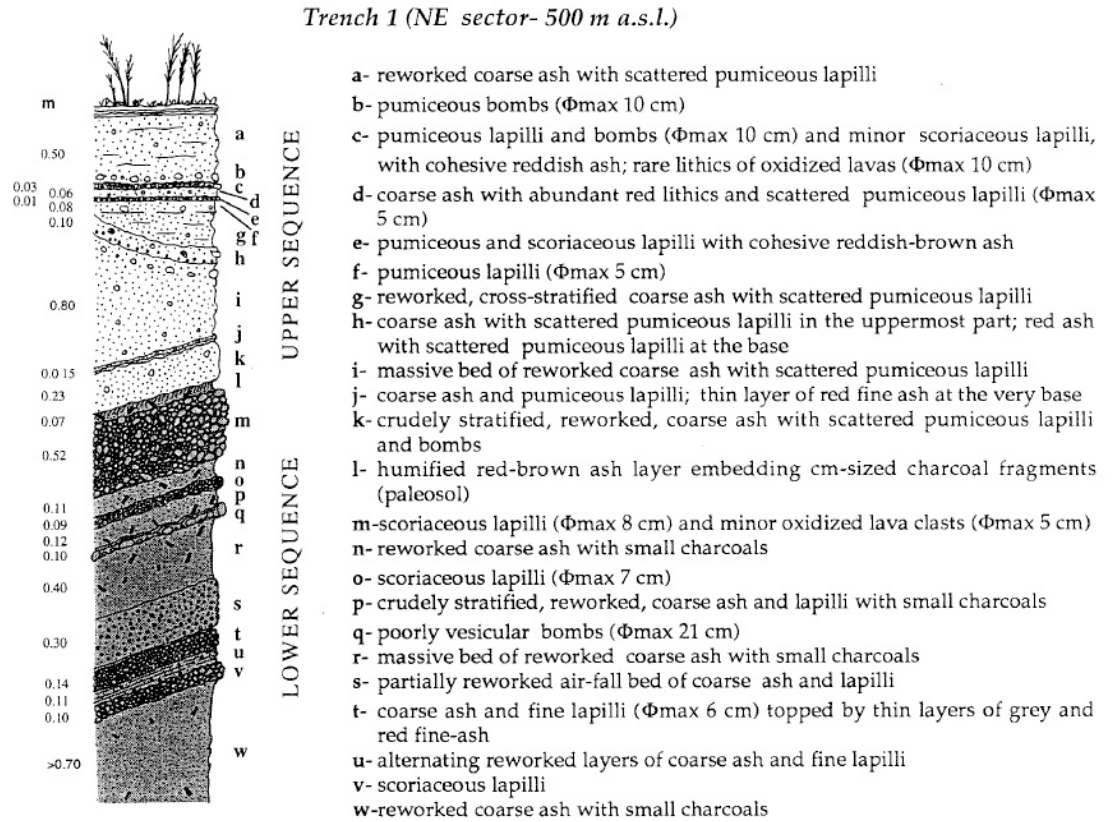 Trench 1 (NE sector- 500 m a.s.l.)
m
0.50
0.03 0.06
0.01 0.08
0.10
0.80
0.0 15
0.23
0.07
0.52
0.11
0.09
0.12
0.10
0.40
0.30
0.14
0.11
0.10
>0.70
a
b
c
d
e
g f
h
i
j
k
l
m
n
o
p
q
r
s
t
u
v
w
UPPER SEQUENCE
LOWER SEQUENCE
a- reworked coarse ash with scattered pumiceous lapilli
b- pumiceous bombs (Φmax 10 cm)
c- pumiceous lapilli and bombs (Φmax 10 cm) and minor scoriaceous lapilli,
with cohesive reddish ash; rare lithics of oxidized lavas (Φmax 10 cm)
d- coarse ash with abundant red lithics and scattered pumiceous lapilli (Φmax
5 cm)
e- pumiceous and scoriaceous lapilli with cohesive reddish-brown ash
f- pumiceous lapilli (Φmax 5 cm)
g- reworked, cross-stratified coarse ash with scattered pumiceous lapilli
h- coarse ash with scattered pumiceous lapilli in the uppermost part; red ash
with scattered pumiceous lapilli at the base
i- massive bed of reworked coarse ash with scattered pumiceous lapilli
j- coarse ash and pumiceous lapilli; thin layer of red fine ash at the very base
k- crudely stratified, reworked, coarse ash with scattered pumiceous lapilli
and bombs
l- humified red-brown ash layer embedding cm-sized charcoal fragments
(paleosol)
m-scoriaceous lapilli (Φmax 8 cm) and minor oxidized lava clasts (Φmax 5 cm)
n- reworked coarse ash with small charcoals
o- scoriaceous lapilli (Φmax 7 cm)
p- crudely stratified, reworked, coarse ash and lapilli with small charcoals
q- poorly vesicular bombs (Φmax 21 cm)
r- massive bed of reworked coarse ash with small charcoals
s- partially reworked air-fall bed of coarse ash and lapilli
t- coarse ash and fine lapilli (Φmax 6 cm) topped by thin layers of grey and
red fine-ash
u- alternating reworked layers of coarse ash and fine lapilli
v- scoriaceous lapilli
w-reworked coarse ash with small charcoals